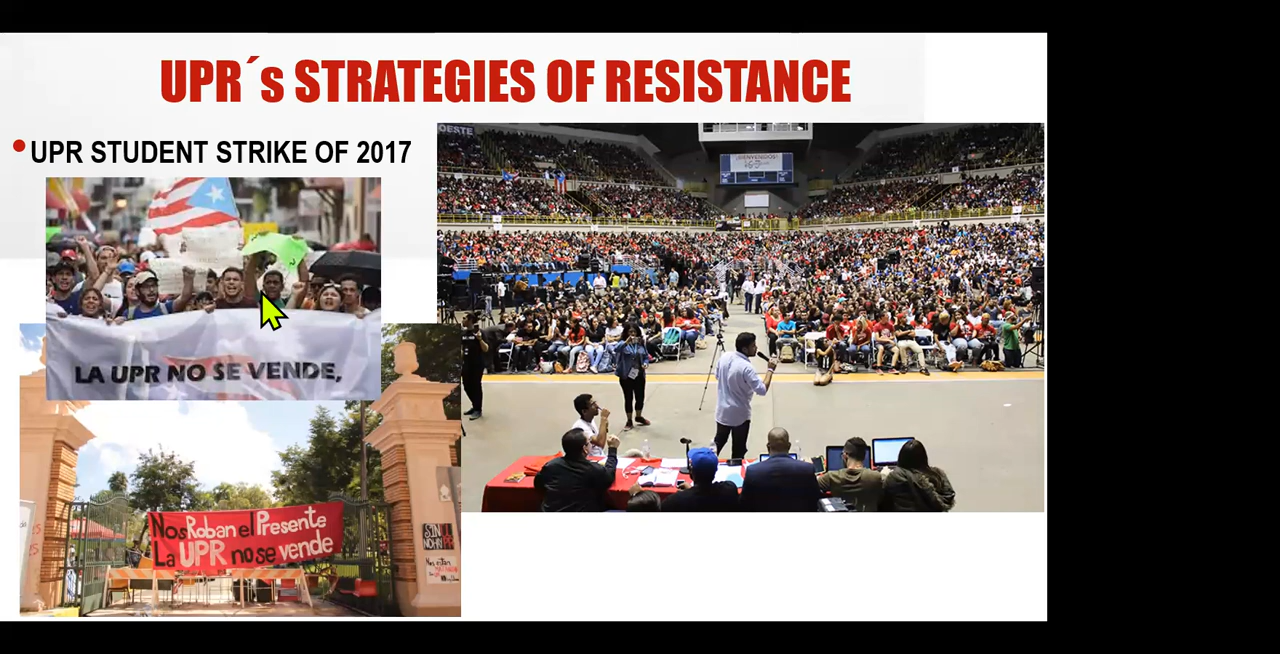 UPR´s STRATEGIES OF RESISTANCE
UPR STUDENT STRIKE OF 2017
OESTE
¡BIENVENIDOS!
LA UPR NO SE VENDE,
Nos Roban el Presente
La UPR no se vende